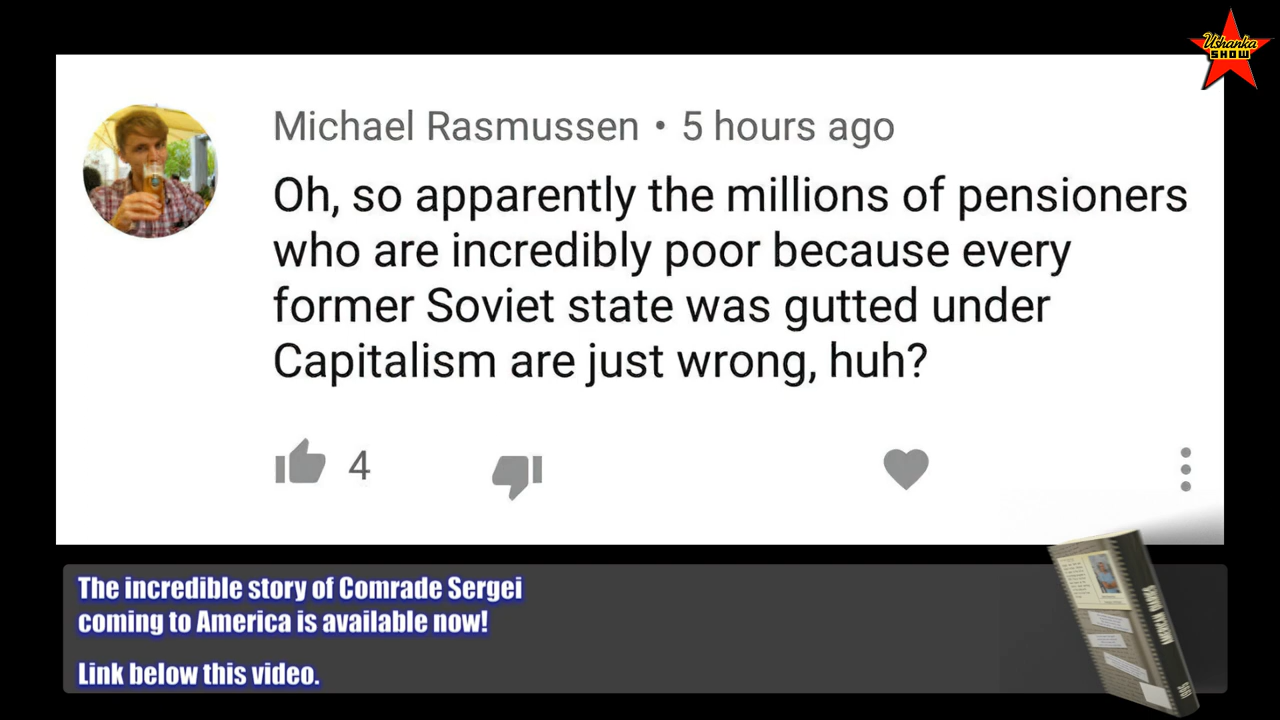 Ushanka
SHOW
Michael Rasmussen • 5 hours ago
Oh, so apparently the millions of pensioners
who are incredibly poor because every
former Soviet state was gutted under
Capitalism are just wrong, huh?
4
The incredible story of Comrade Sergei
coming to America is available now!
Link below this video.